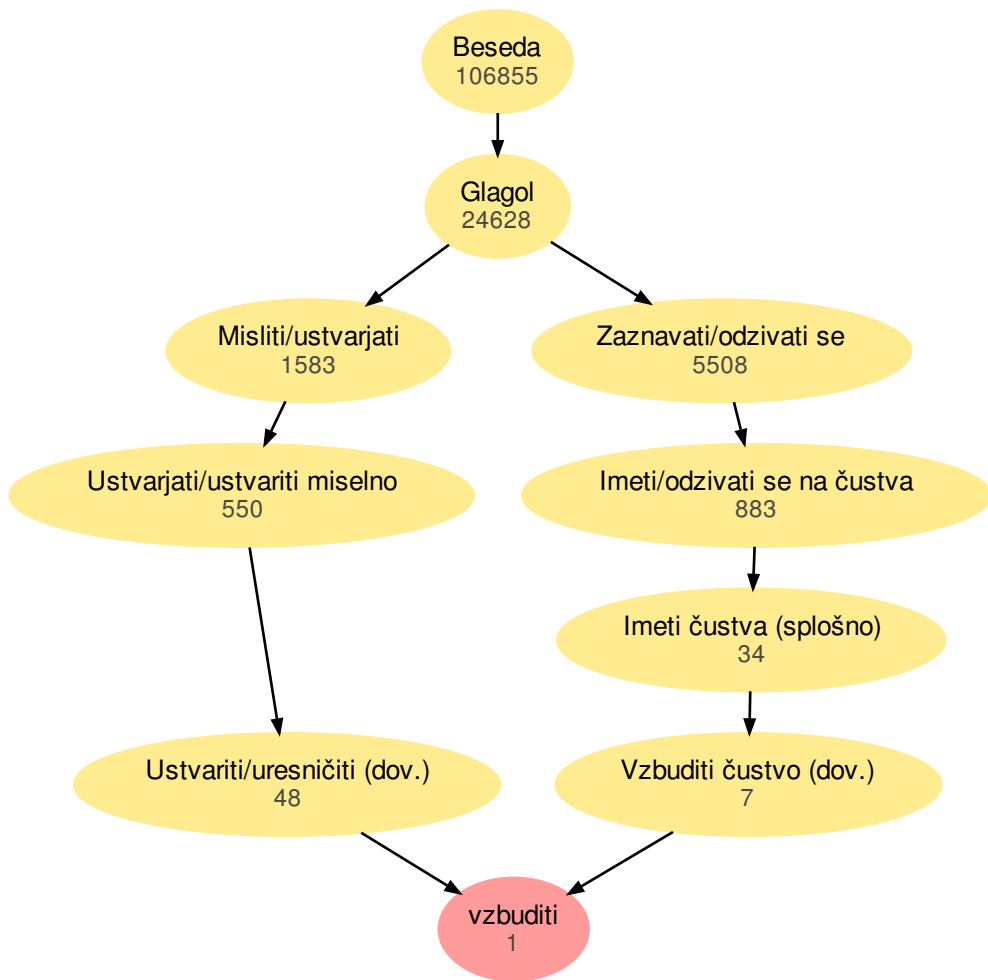 Beseda
106855
Glagol
24628
Misliti/ustvarjati
1583
Zaznavati/odzivati se
5508
Ustvarjati/ustvariti miselno
550
Imeti/odzivati se na čustva
883
Imeti čustva (splošno)
34
Ustvariti/uresničiti (dov.)
48
Vzbuditi čustvo (dov.)
7
vzbuditi
1